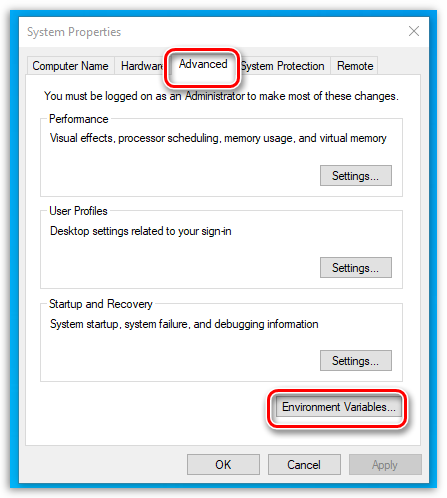 System Properties
Computer Name Hardware Advanced System Protection Remote
You must be logged on as an Administrator to make most of these changes.
Performance
Visual effects, processor scheduling, memory usage, and virtual memory
Settings...
User Profiles
Desktop settings related to your sign-in
Settings...
Startup and Recovery
System startup, system failure, and debugging information
Settings...
Environment Variables...
OK Cancel Apply